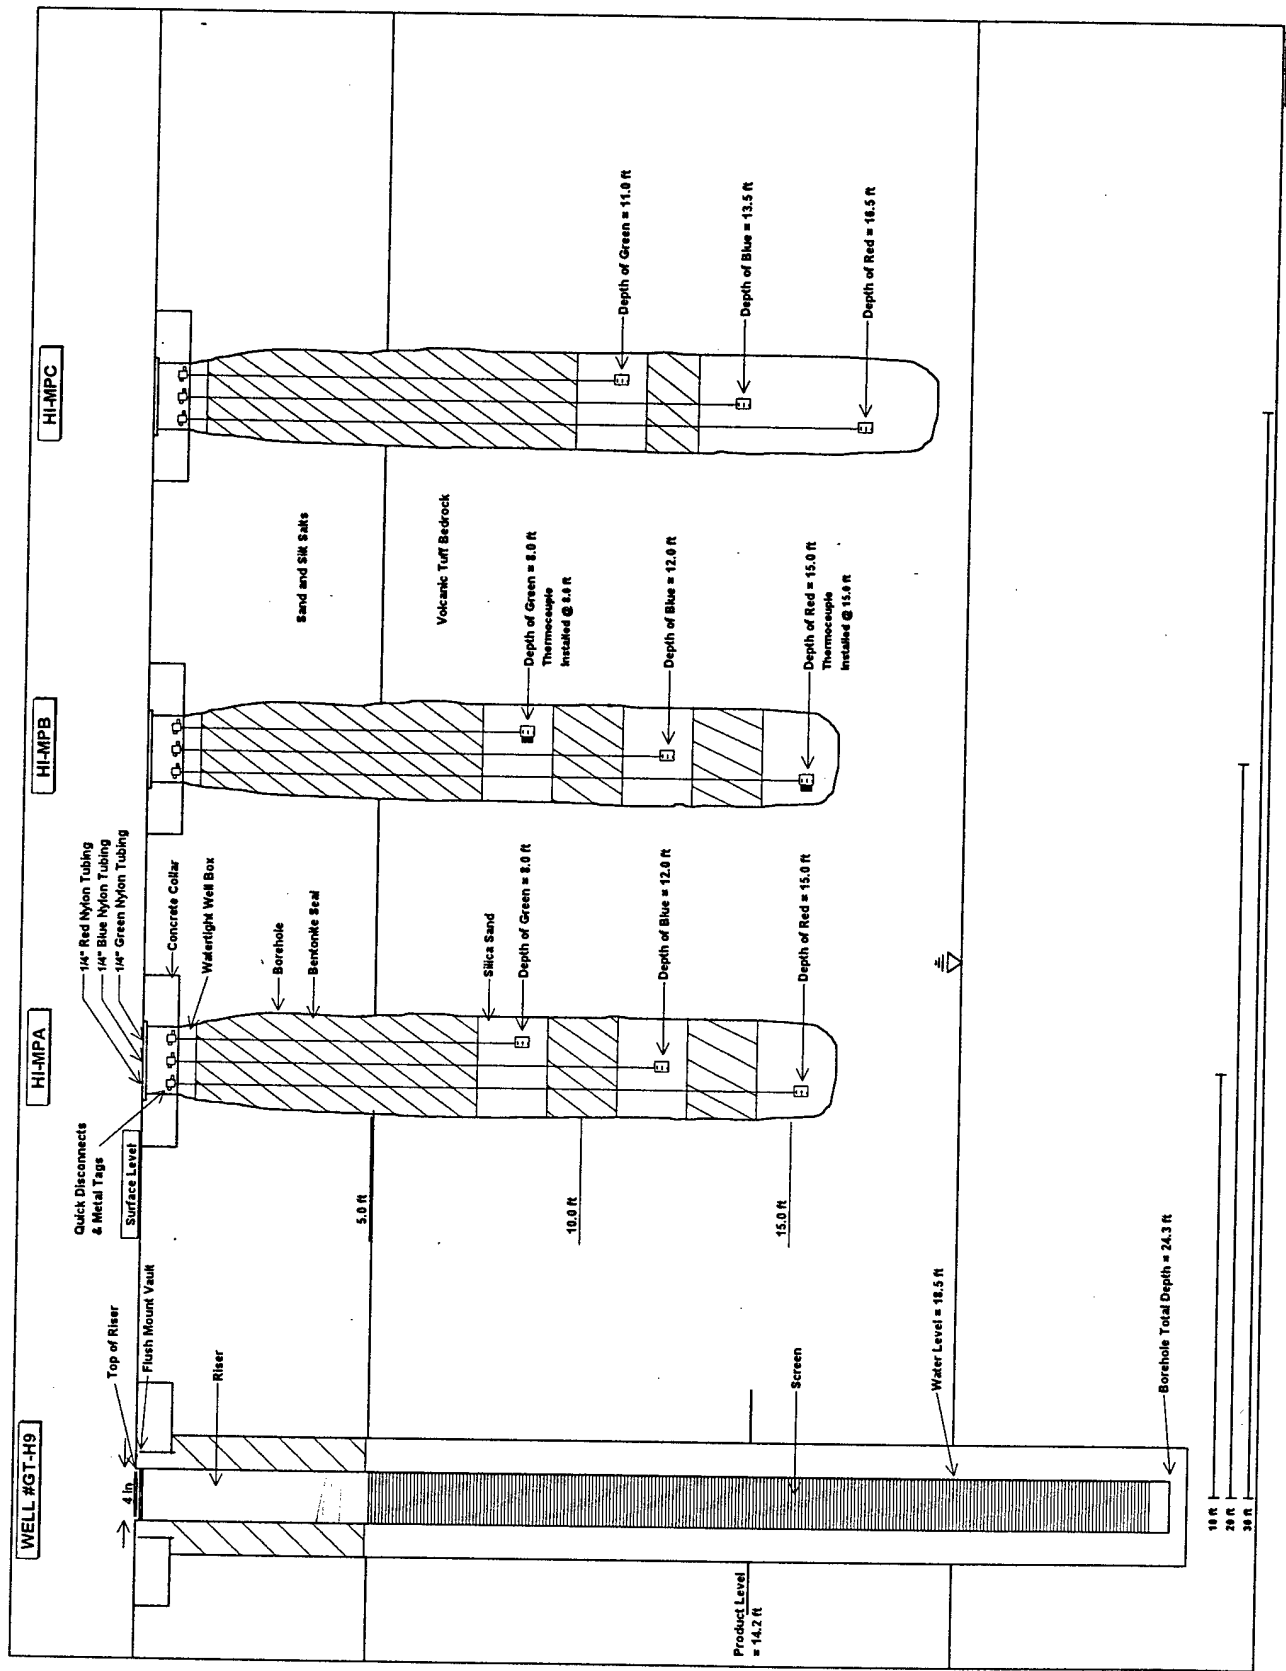 WELL #GT-H9
HI-MPA
HI-MPB
HI-MPC
4 in
Top of Riser
Flush Mount Vault
Riser
Screen
Water Level = 18.5 ft
Borehole Total Depth = 24.3 ft
Product Level
= 14.2 ft
Quick Disconnects
& Metal Tags
Surface Level
5.0 ft
10.0 ft
15.0 ft
1/4" Red Nylon Tubing
1/4" Blue Nylon Tubing
1/4" Green Nylon Tubing
Concrete Collar
Watertight Well Box
Borehole
Bentonite Seal
Silica Sand
Depth of Green = 8.0 ft
Depth of Blue = 12.0 ft
Depth of Red = 15.0 ft
Depth of Green = 8.0 ft
Thermocouple
Installed @ 8.0 ft
Depth of Blue = 12.0 ft
Depth of Red = 15.0 ft
Thermocouple
Installed @ 15.0 ft
Sand and Silt Salts
Volcanic Tuff Bedrock
Depth of Green = 11.0 ft
Depth of Blue = 13.5 ft
Depth of Red = 16.5 ft
10 ft
20 ft
30 ft